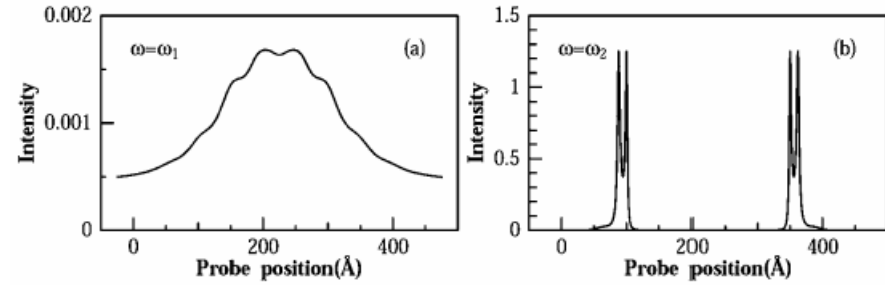 0.002
0.001
0
ω=ω₁
(a)
Intensity
0
200
400
Probe position(Å)
1.5
1
0.5
0
ω=ω₂
(b)
Intensity
0
200
400
Probe position(Å)